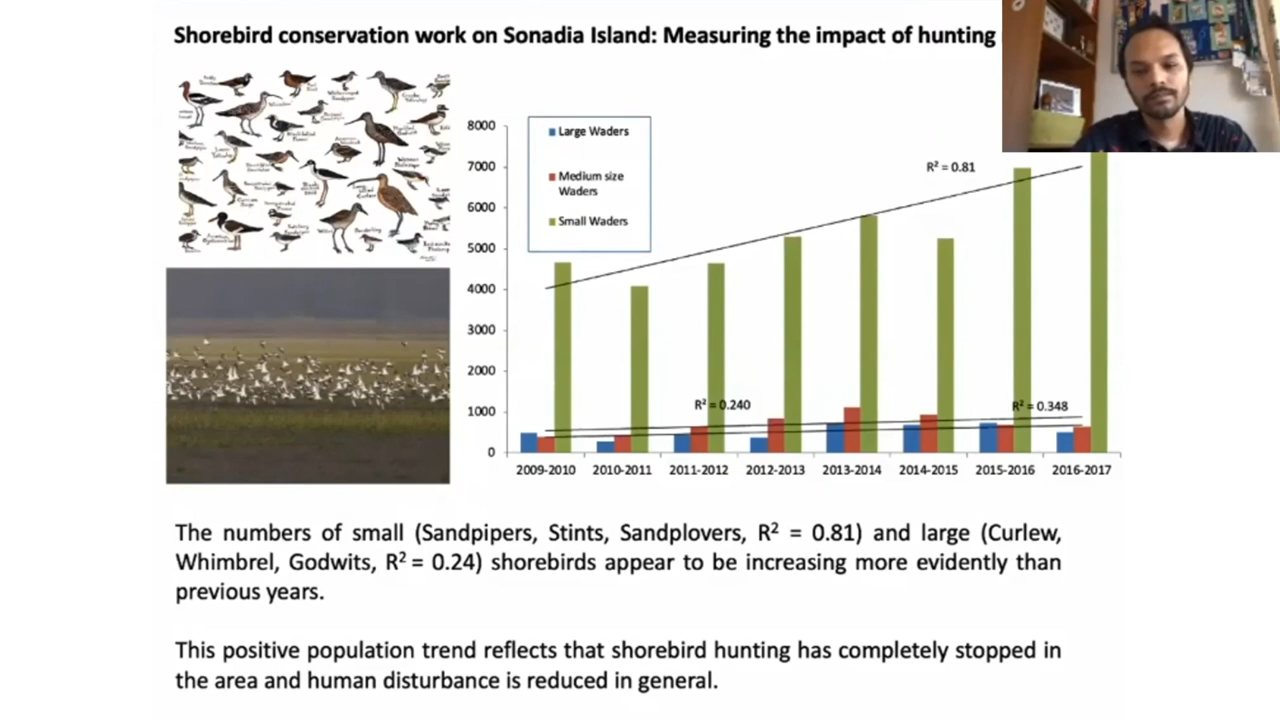 Shorebird conservation work on Sonadia Island: Measuring the impact of hunting
8000
7000
6000
5000
4000
3000
2000
1000
0
Large Waders
Medium size
Waders
Small Waders
R² = 0.81
R² = 0.240
R² = 0.348
2009-2010
2010-2011
2011-2012
2012-2013
2013-2014
2014-2015
2015-2016
2016-2017
The numbers of small (Sandpipers, Stints, Sandplovers, R² = 0.81) and large (Curlew,
Whimbrel, Godwits, R² = 0.24) shorebirds appear to be increasing more evidently than
previous years.
This positive population trend reflects that shorebird hunting has completely stopped in
the area and human disturbance is reduced in general.